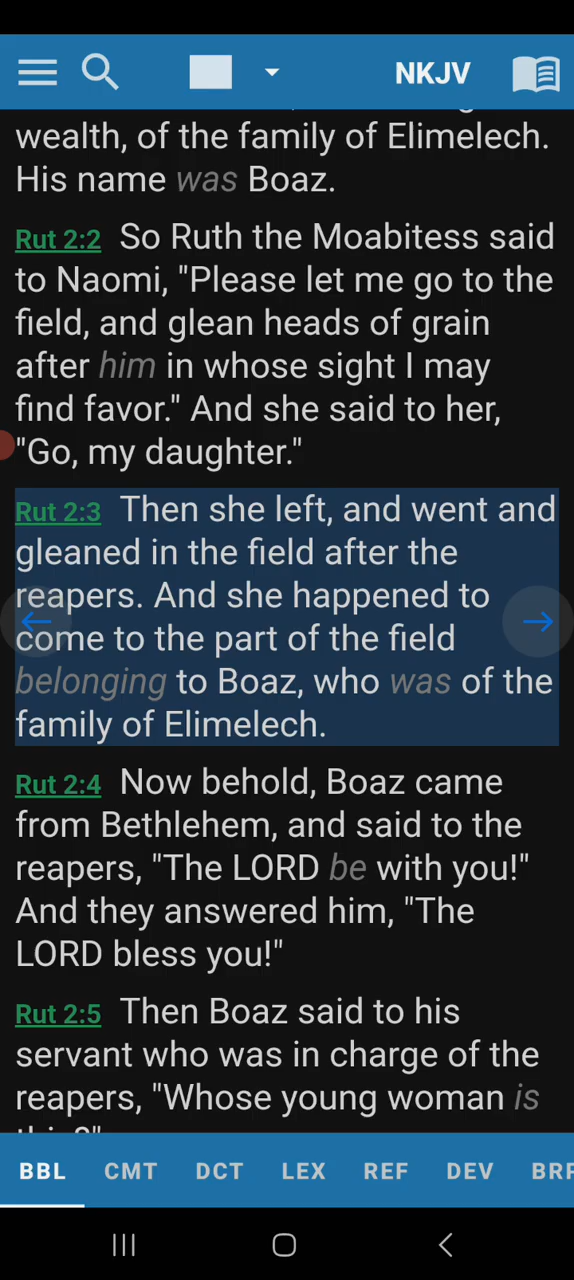 NKJV
wealth, of the family of Elimelech.
His name was Boaz.
Rut 2:2 So Ruth the Moabitess said
to Naomi, "Please let me go to the
field, and glean heads of grain
after him in whose sight I may
find favor." And she said to her,
"Go, my daughter."
Rut 2:3 Then she left, and went and
gleaned in the field after the
reapers. And she happened to
come to the part of the field
belonging to Boaz, who was of the
family of Elimelech.
Rut 2:4 Now behold, Boaz came
from Bethlehem, and said to the
reapers, "The LORD be with you!"
And they answered him, "The
LORD bless you!"
Rut 2:5 Then Boaz said to his
servant who was in charge of the
reapers, "Whose young woman is
BBL CMT DCT LEX REF DEV BRP